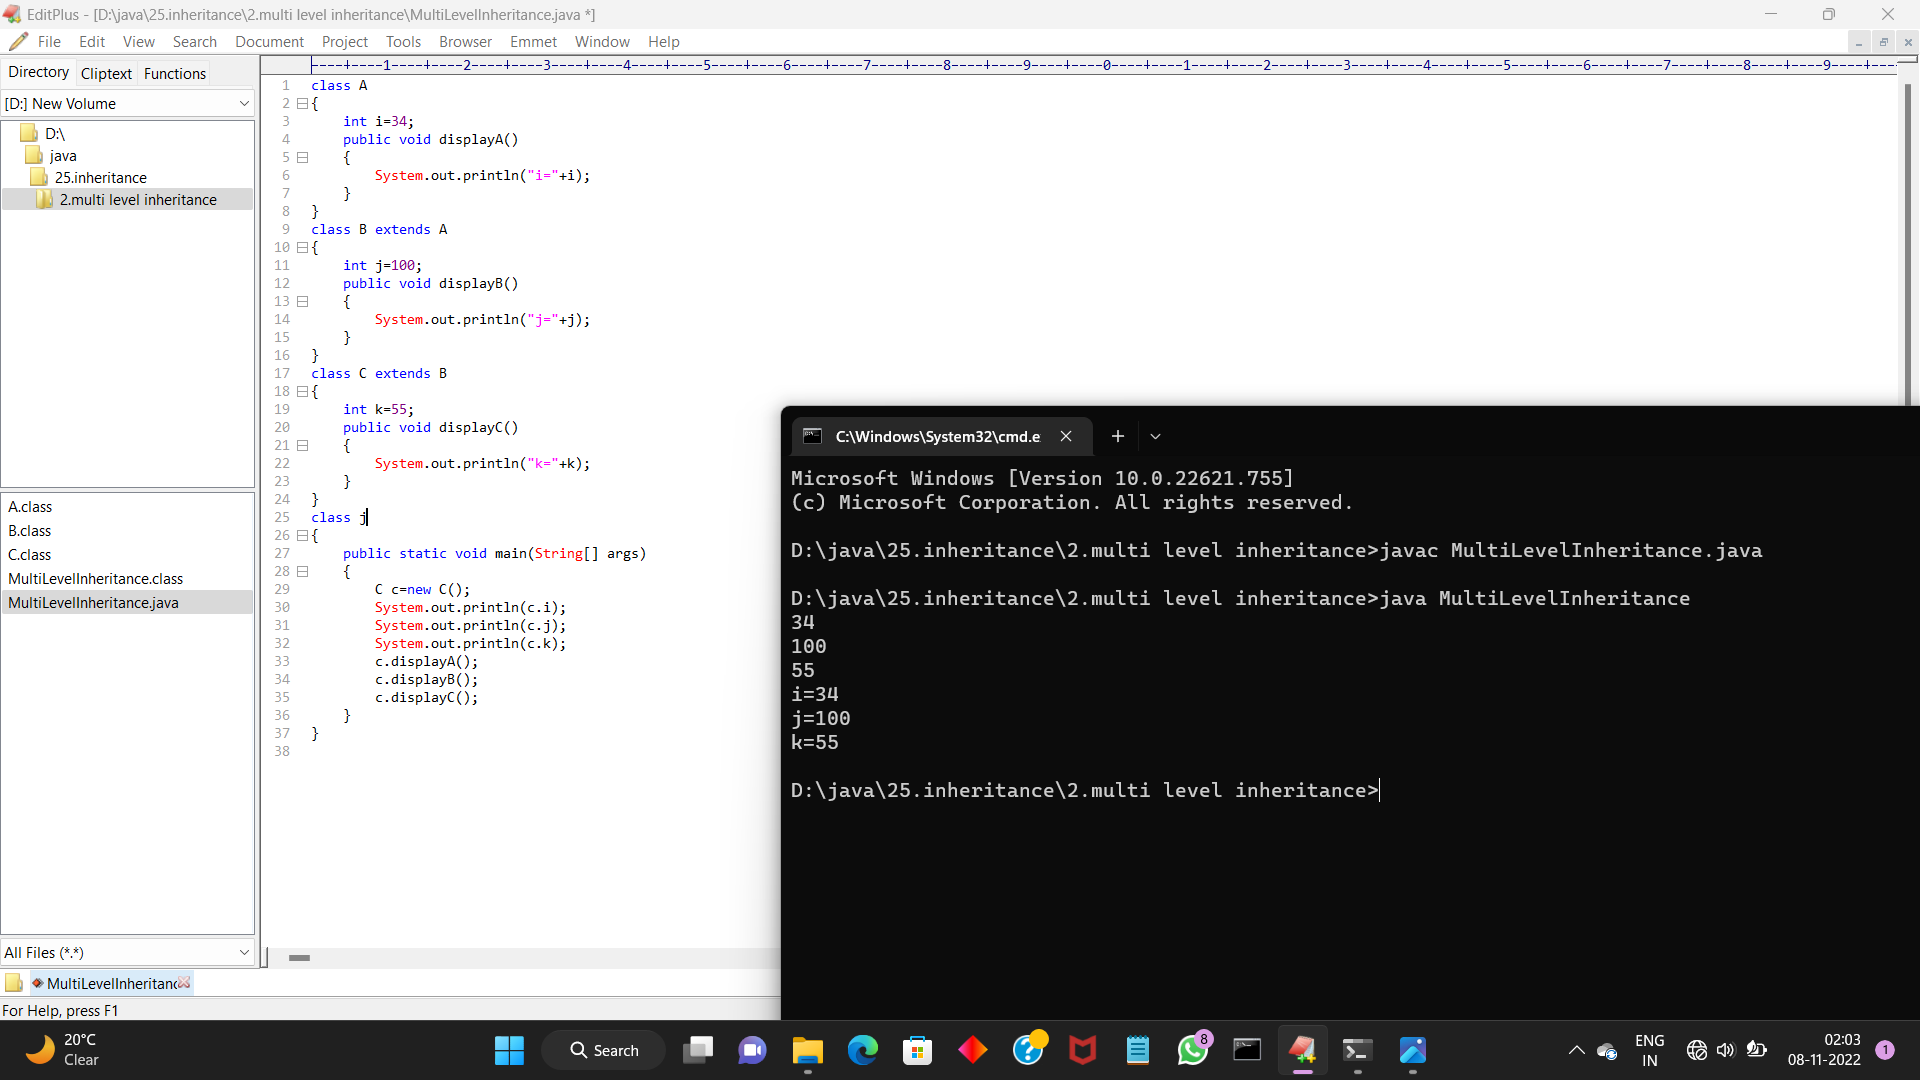 EditPlus - [D:\java\25.inheritance\2.multi level inheritance\MultiLevelInheritance.java *]
File Edit View Search Document Project Tools Browser Emmet Window Help
Directory Cliptext Functions
[D:] New Volume
D:\
java
25.inheritance
2.multi level inheritance
A.class
B.class
C.class
MultiLevelInheritance.class
MultiLevelInheritance.java
All Files (*.*)
----+----1----+----2----+----3----+----4----+----5----+----6----+----7----+----8----+----9----+----0----+----1----+----2----+----3----+----4----+----5----+----6----+----7----+----8----+----9----+--
1 class A
2 {
3 int i=34;
4 public void displayA()
5 {
6 System.out.println("i="+i);
7 }
8 }
9 class B extends A
10 {
11 int j=100;
12 public void displayB()
13 {
14 System.out.println("j="+j);
15 }
16 }
17 class C extends B
18 {
19 int k=55;
20 public void displayC()
21 {
22 System.out.println("k="+k);
23 }
24 }
25 class j
26 {
27 public static void main(String[] args)
28 {
29 C c=new C();
30 System.out.println(c.i);
31 System.out.println(c.j);
32 System.out.println(c.k);
33 c.displayA();
34 c.displayB();
35 c.displayC();
36 }
37 }
38
C:\Windows\System32\cmd.e
Microsoft Windows [Version 10.0.22621.755]
(c) Microsoft Corporation. All rights reserved.
D:\java\25.inheritance\2.multi level inheritance>javac MultiLevelInheritance.java
D:\java\25.inheritance\2.multi level inheritance>java MultiLevelInheritance
34
100
55
i=34
j=100
k=55
D:\java\25.inheritance\2.multi level inheritance>
MultiLevelInheritanc
For Help, press F1
20°C
Clear
Search
8
ENG
IN
02:03
08-11-2022
1